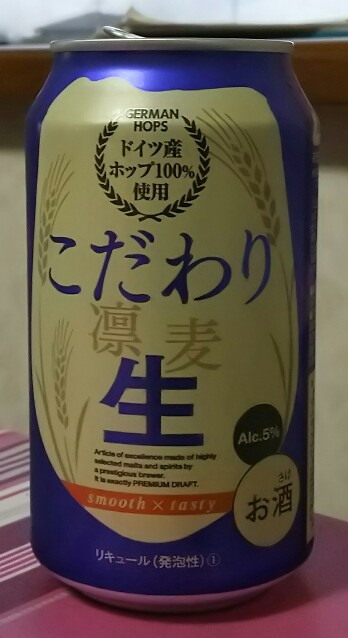 GERMAN
HOPS
ドイツ産
ホップ100%
使用
こだわり
凛麦
生
Alc.5%
Article of excellence made of highly
selected malts and spirits by
a prestigious brewer.
It is exactly PREMIUM DRAFT.
smooth × tasty
さけ
お酒
リキュール(発泡性)①